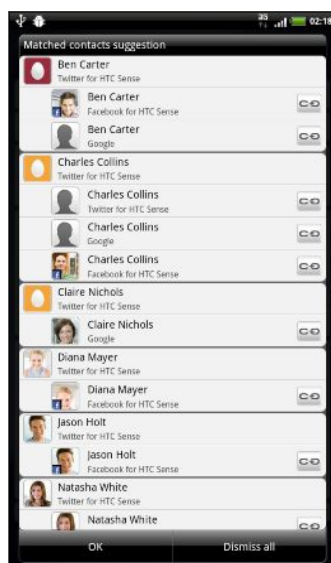 3G 02:18
Matched contacts suggestion
Ben Carter
Twitter for HTC Sense
Ben Carter
Facebook for HTC Sense
Ben Carter
Google
Charles Collins
Twitter for HTC Sense
Charles Collins
Twitter for HTC Sense
Charles Collins
Google
Charles Collins
Facebook for HTC Sense
Claire Nichols
Twitter for HTC Sense
Claire Nichols
Google
Diana Mayer
Twitter for HTC Sense
Diana Mayer
Facebook for HTC Sense
Jason Holt
Twitter for HTC Sense
Jason Holt
Facebook for HTC Sense
Natasha White
Twitter for HTC Sense
Natasha White
OK Dismiss all